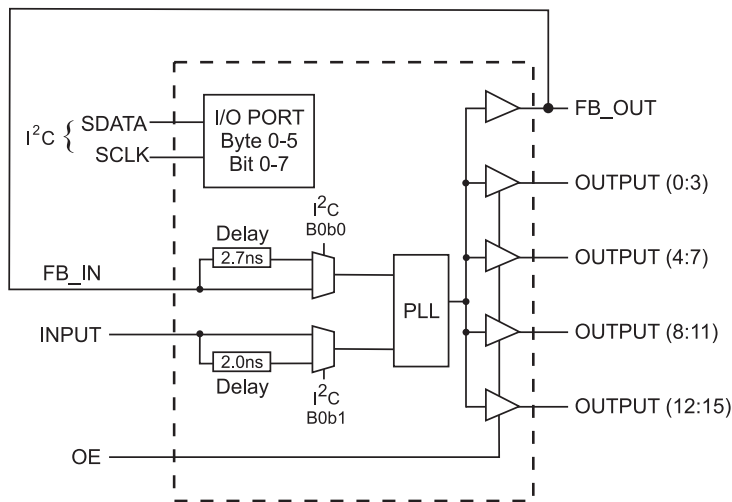 I²C { SDATA
SCLK
I/O PORT
Byte 0-5
Bit 0-7
FB_OUT
OUTPUT (0:3)
I²C
B0b0
Delay
2.7ns
FB_IN
OUTPUT (4:7)
PLL
INPUT
OUTPUT (8:11)
2.0ns
Delay
I²C
B0b1
OUTPUT (12:15)
OE